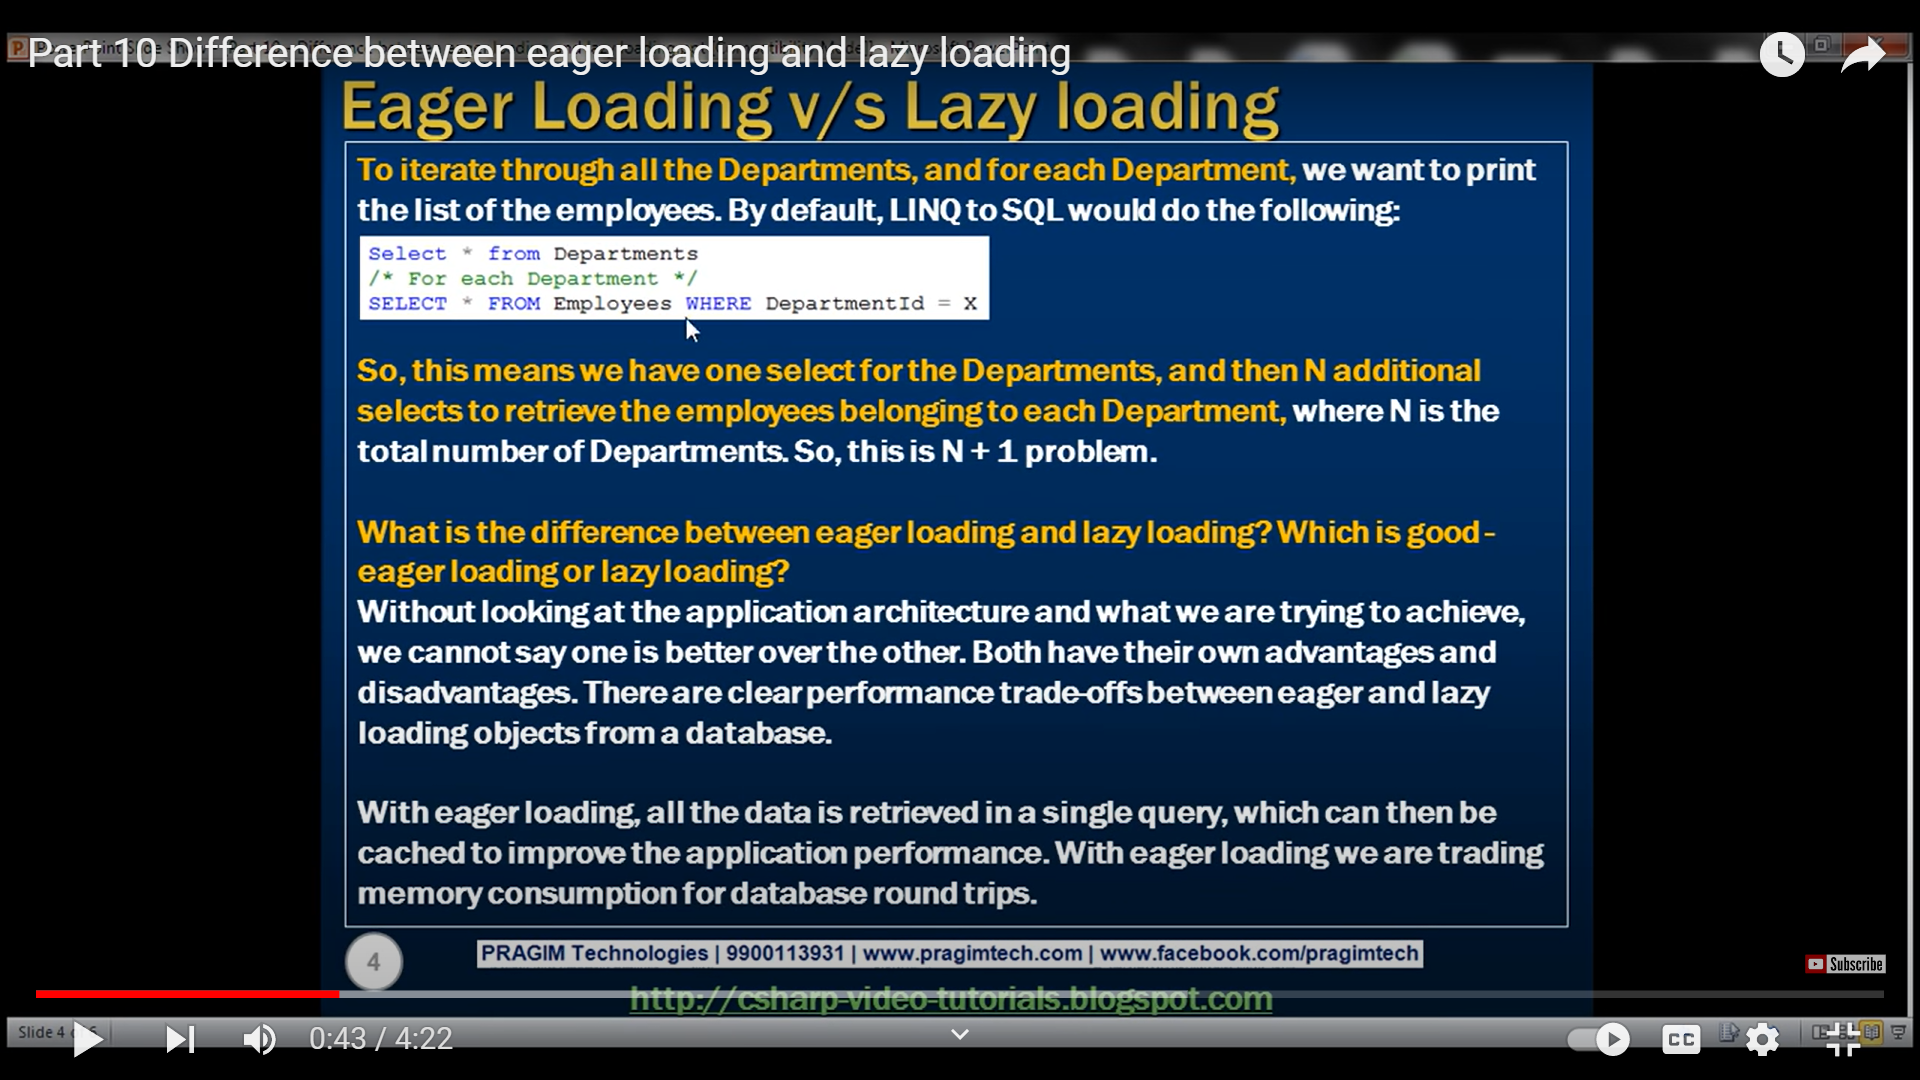 Part 10 Difference between eager loading and lazy loading
Eager Loading v/s Lazy loading
To iterate through all the Departments, and for each Department, we want to print
the list of the employees. By default, LINQ to SQL would do the following:
Select * from Departments
/* For each Department */
SELECT * FROM Employees WHERE DepartmentId = X
So, this means we have one select for the Departments, and then N additional
selects to retrieve the employees belonging to each Department, where N is the
total number of Departments. So, this is N + 1 problem.
What is the difference between eager loading and lazy loading? Which is good -
eager loading or lazy loading?
Without looking at the application architecture and what we are trying to achieve,
we cannot say one is better over the other. Both have their own advantages and
disadvantages. There are clear performance trade-offs between eager and lazy
loading objects from a database.
With eager loading, all the data is retrieved in a single query, which can then be
cached to improve the application performance. With eager loading we are trading
memory consumption for database round trips.
4
PRAGIM Technologies | 9900113931 | www.pragimtech.com | www.facebook.com/pragimtech
Subscribe
http://csharp-video-tutorials.blogspot.com
Slide 4
0:43 / 4:22
CC